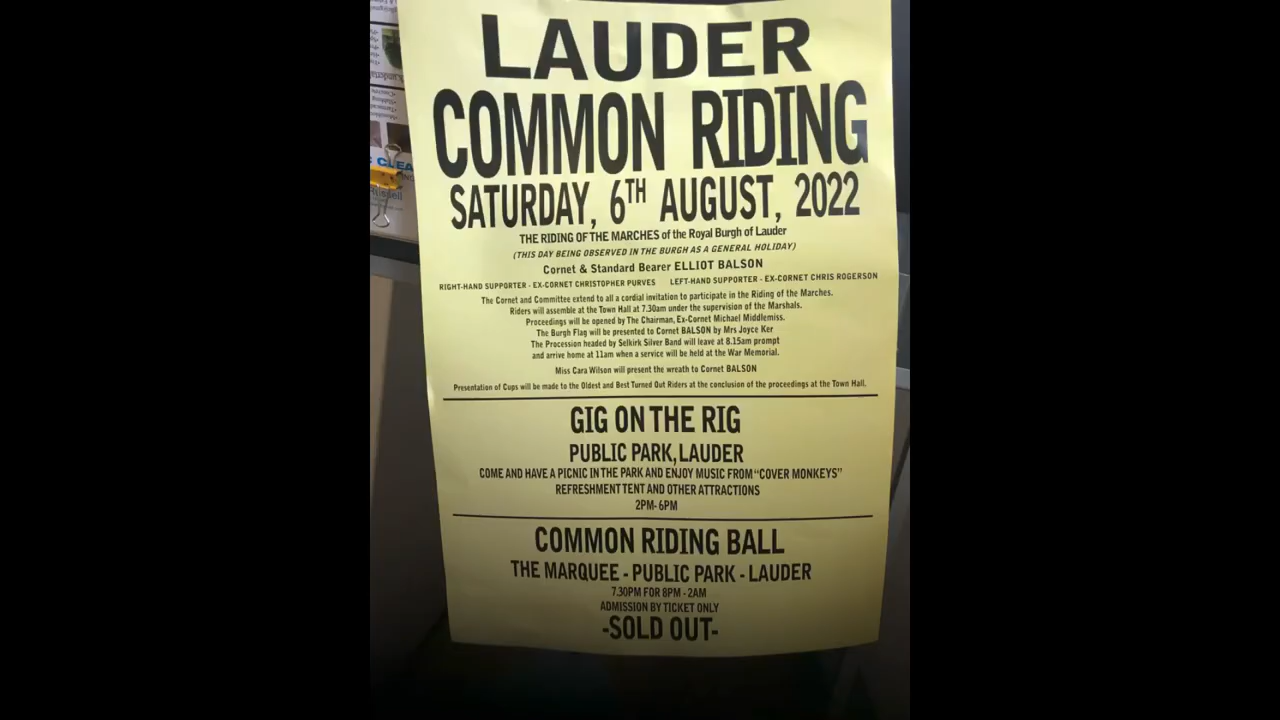 LAUDER
COMMON RIDING
SATURDAY, 6TH AUGUST, 2022
THE RIDING OF THE MARCHES of the Royal Burgh of Lauder
(THIS DAY BEING OBSERVED IN THE BURGH AS A GENERAL HOLIDAY)
Cornet & Standard Bearer ELLIOT BALSON
RIGHT-HAND SUPPORTER - EX-CORNET CHRISTOPHER PURVES LEFT-HAND SUPPORTER - EX-CORNET CHRIS ROGERSON
The Cornet and Committee extend to all a cordial invitation to participate in the Riding of the Marches.
Riders will assemble at the Town Hall at 7.30am under the supervision of the Marshals.
Proceedings will be opened by The Chairman, Ex-Cornet Michael Middlemiss.
The Burgh Flag will be presented to Cornet BALSON by Mrs Joyce Ker
The Procession headed by Selkirk Silver Band will leave at 8.15am prompt
and arrive home at 11am when a service will be held at the War Memorial.
Miss Cara Wilson will present the wreath to Cornet BALSON
Presentation of Cups will be made to the Oldest and Best Turned Out Riders at the conclusion of the proceedings at the Town Hall.
GIG ON THE RIG
PUBLIC PARK, LAUDER
COME AND HAVE A PICNIC IN THE PARK AND ENJOY MUSIC FROM "COVER MONKEYS"
REFRESHMENT TENT AND OTHER ATTRACTIONS
2PM-6PM
COMMON RIDING BALL
THE MARQUEE - PUBLIC PARK - LAUDER
7.30PM FOR 8PM - 2AM
ADMISSION BY TICKET ONLY
-SOLD OUT-